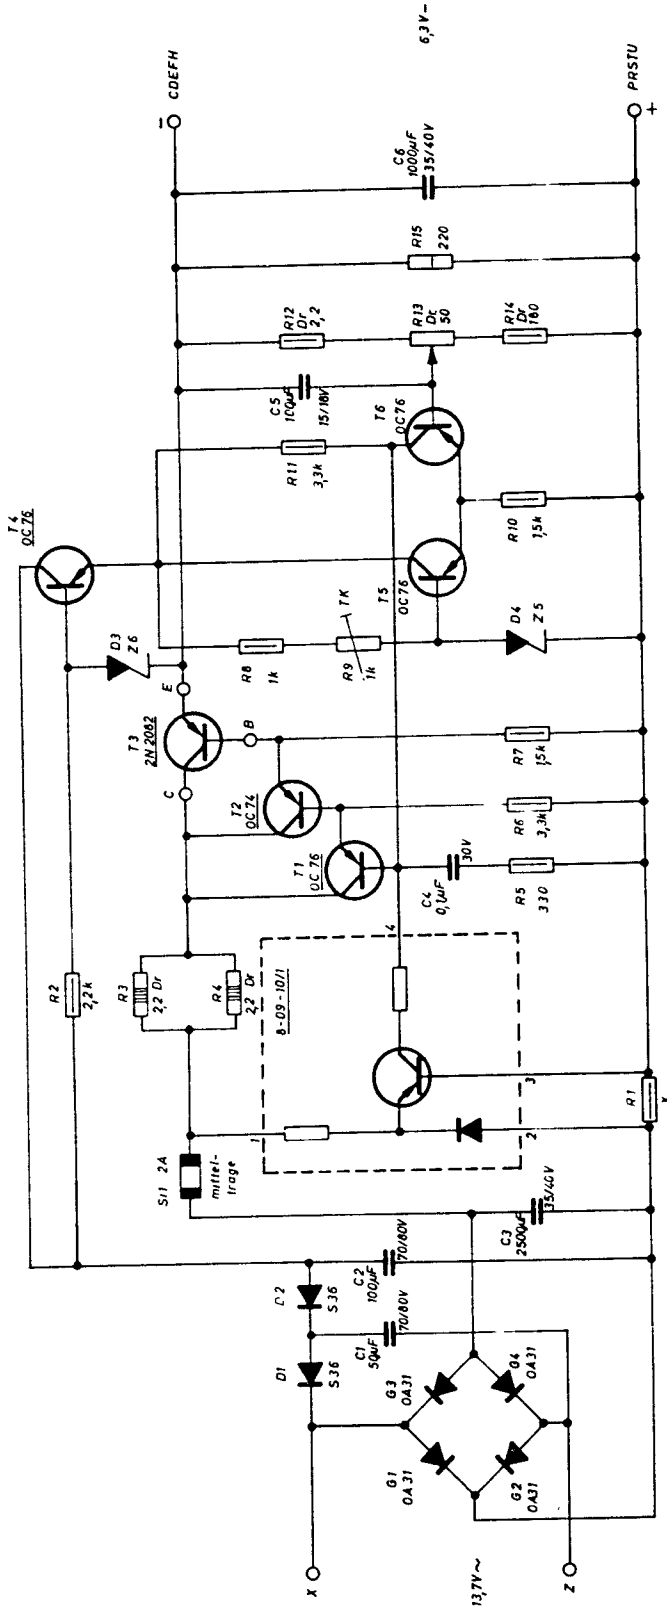 X
13,7V~
Z
G1
OA31
G2
OA31
G3
OA31
G4
OA31
D1
S36
D2
S36
C1
50µF
70/80V
C2
100µF
70/80V
C3
2500µF
35/40V
Si1 2A
mittel-
träge
R1
R2
2,2k
R3
2,2 Dr
R4
2,2 Dr
8-09-10/1
1
2
3
4
T1
OC76
T2
OC74
T3
2N2082
C
B
E
C4
0,1µF
30V
R5
330
R6
3,3k
R7
1,5k
D3
Z6
T4
OC76
R8
1k
R9
1k
TK
D4
Z5
T5
OC76
R10
1,5k
R11
3,3k
T6
OC76
C5
100µF
15/18V
R12
Dr
2,2
R13
Dr
50
R14
Dr
180
R15
220
C6
1000µF
35/40V
–
CDEFH
6,3V–
PRSTU
+